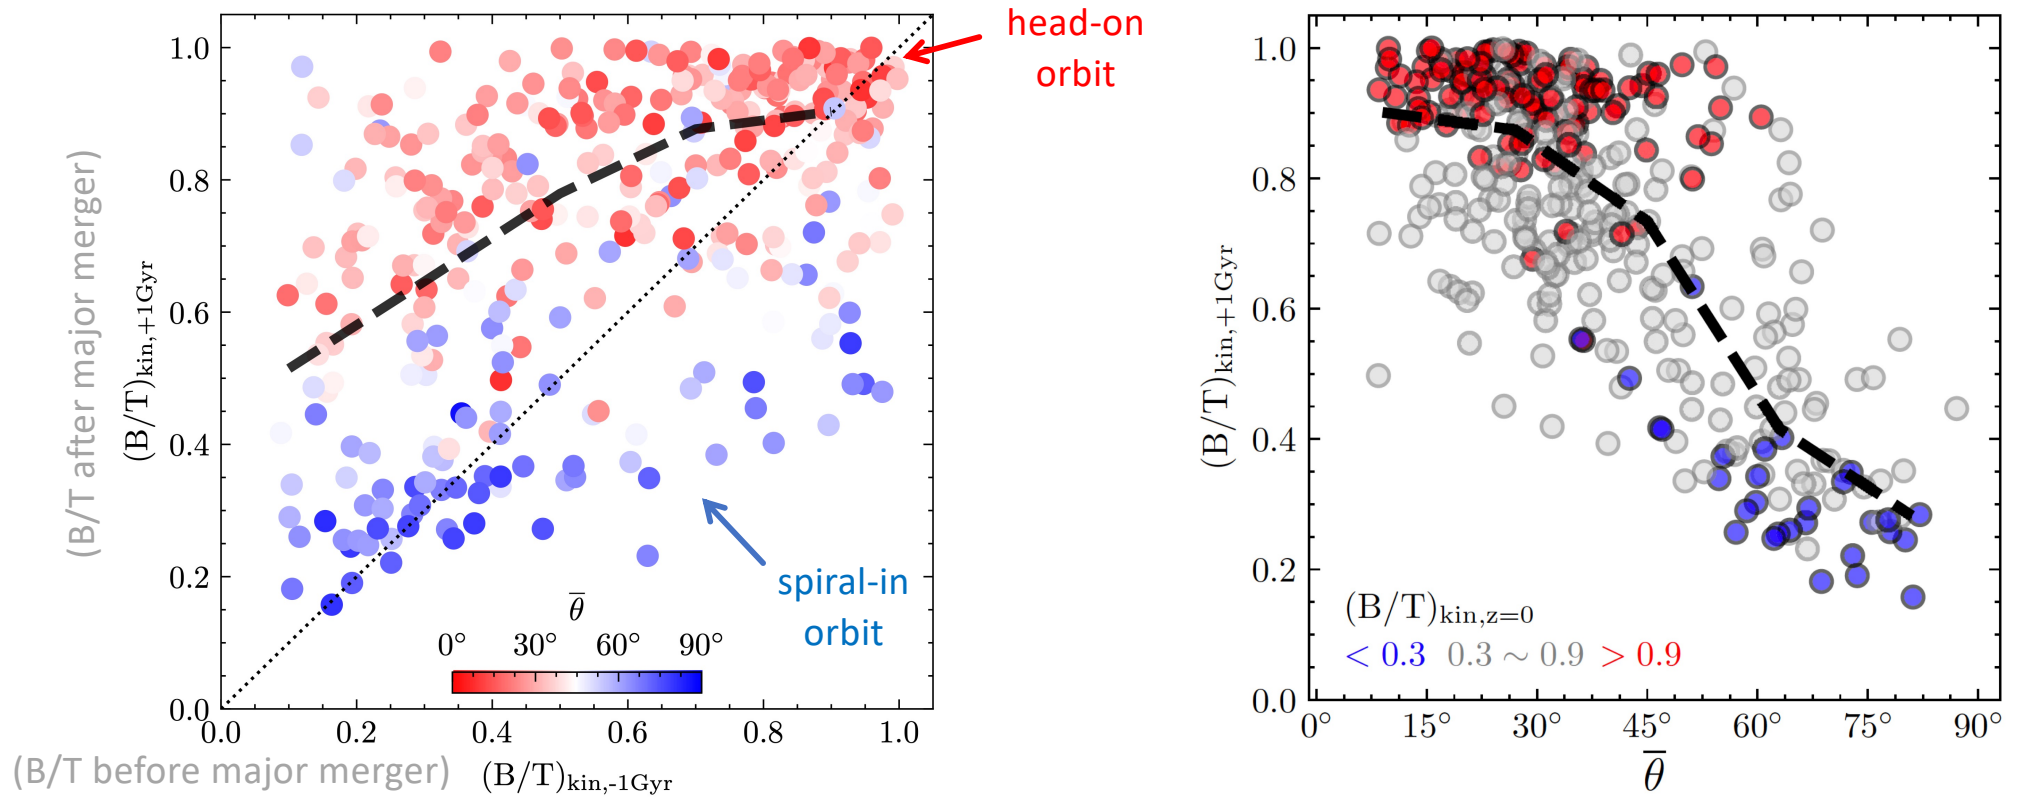 head-on
orbit
1.0
0.8
0.6
0.4
0.2
0.0
(B/T after major merger)
(B/T)kin,+1Gyr
spiral-in
orbit
θ̅
0° 30° 60° 90°
0.0 0.2 0.4 0.6 0.8 1.0
(B/T before major merger)
(B/T)kin,-1Gyr
1.0
0.8
0.6
0.4
0.2
0.0
(B/T)kin,+1Gyr
(B/T)kin,z=0
< 0.3 0.3 ~ 0.9 > 0.9
0° 15° 30° 45° 60° 75° 90°
θ̅